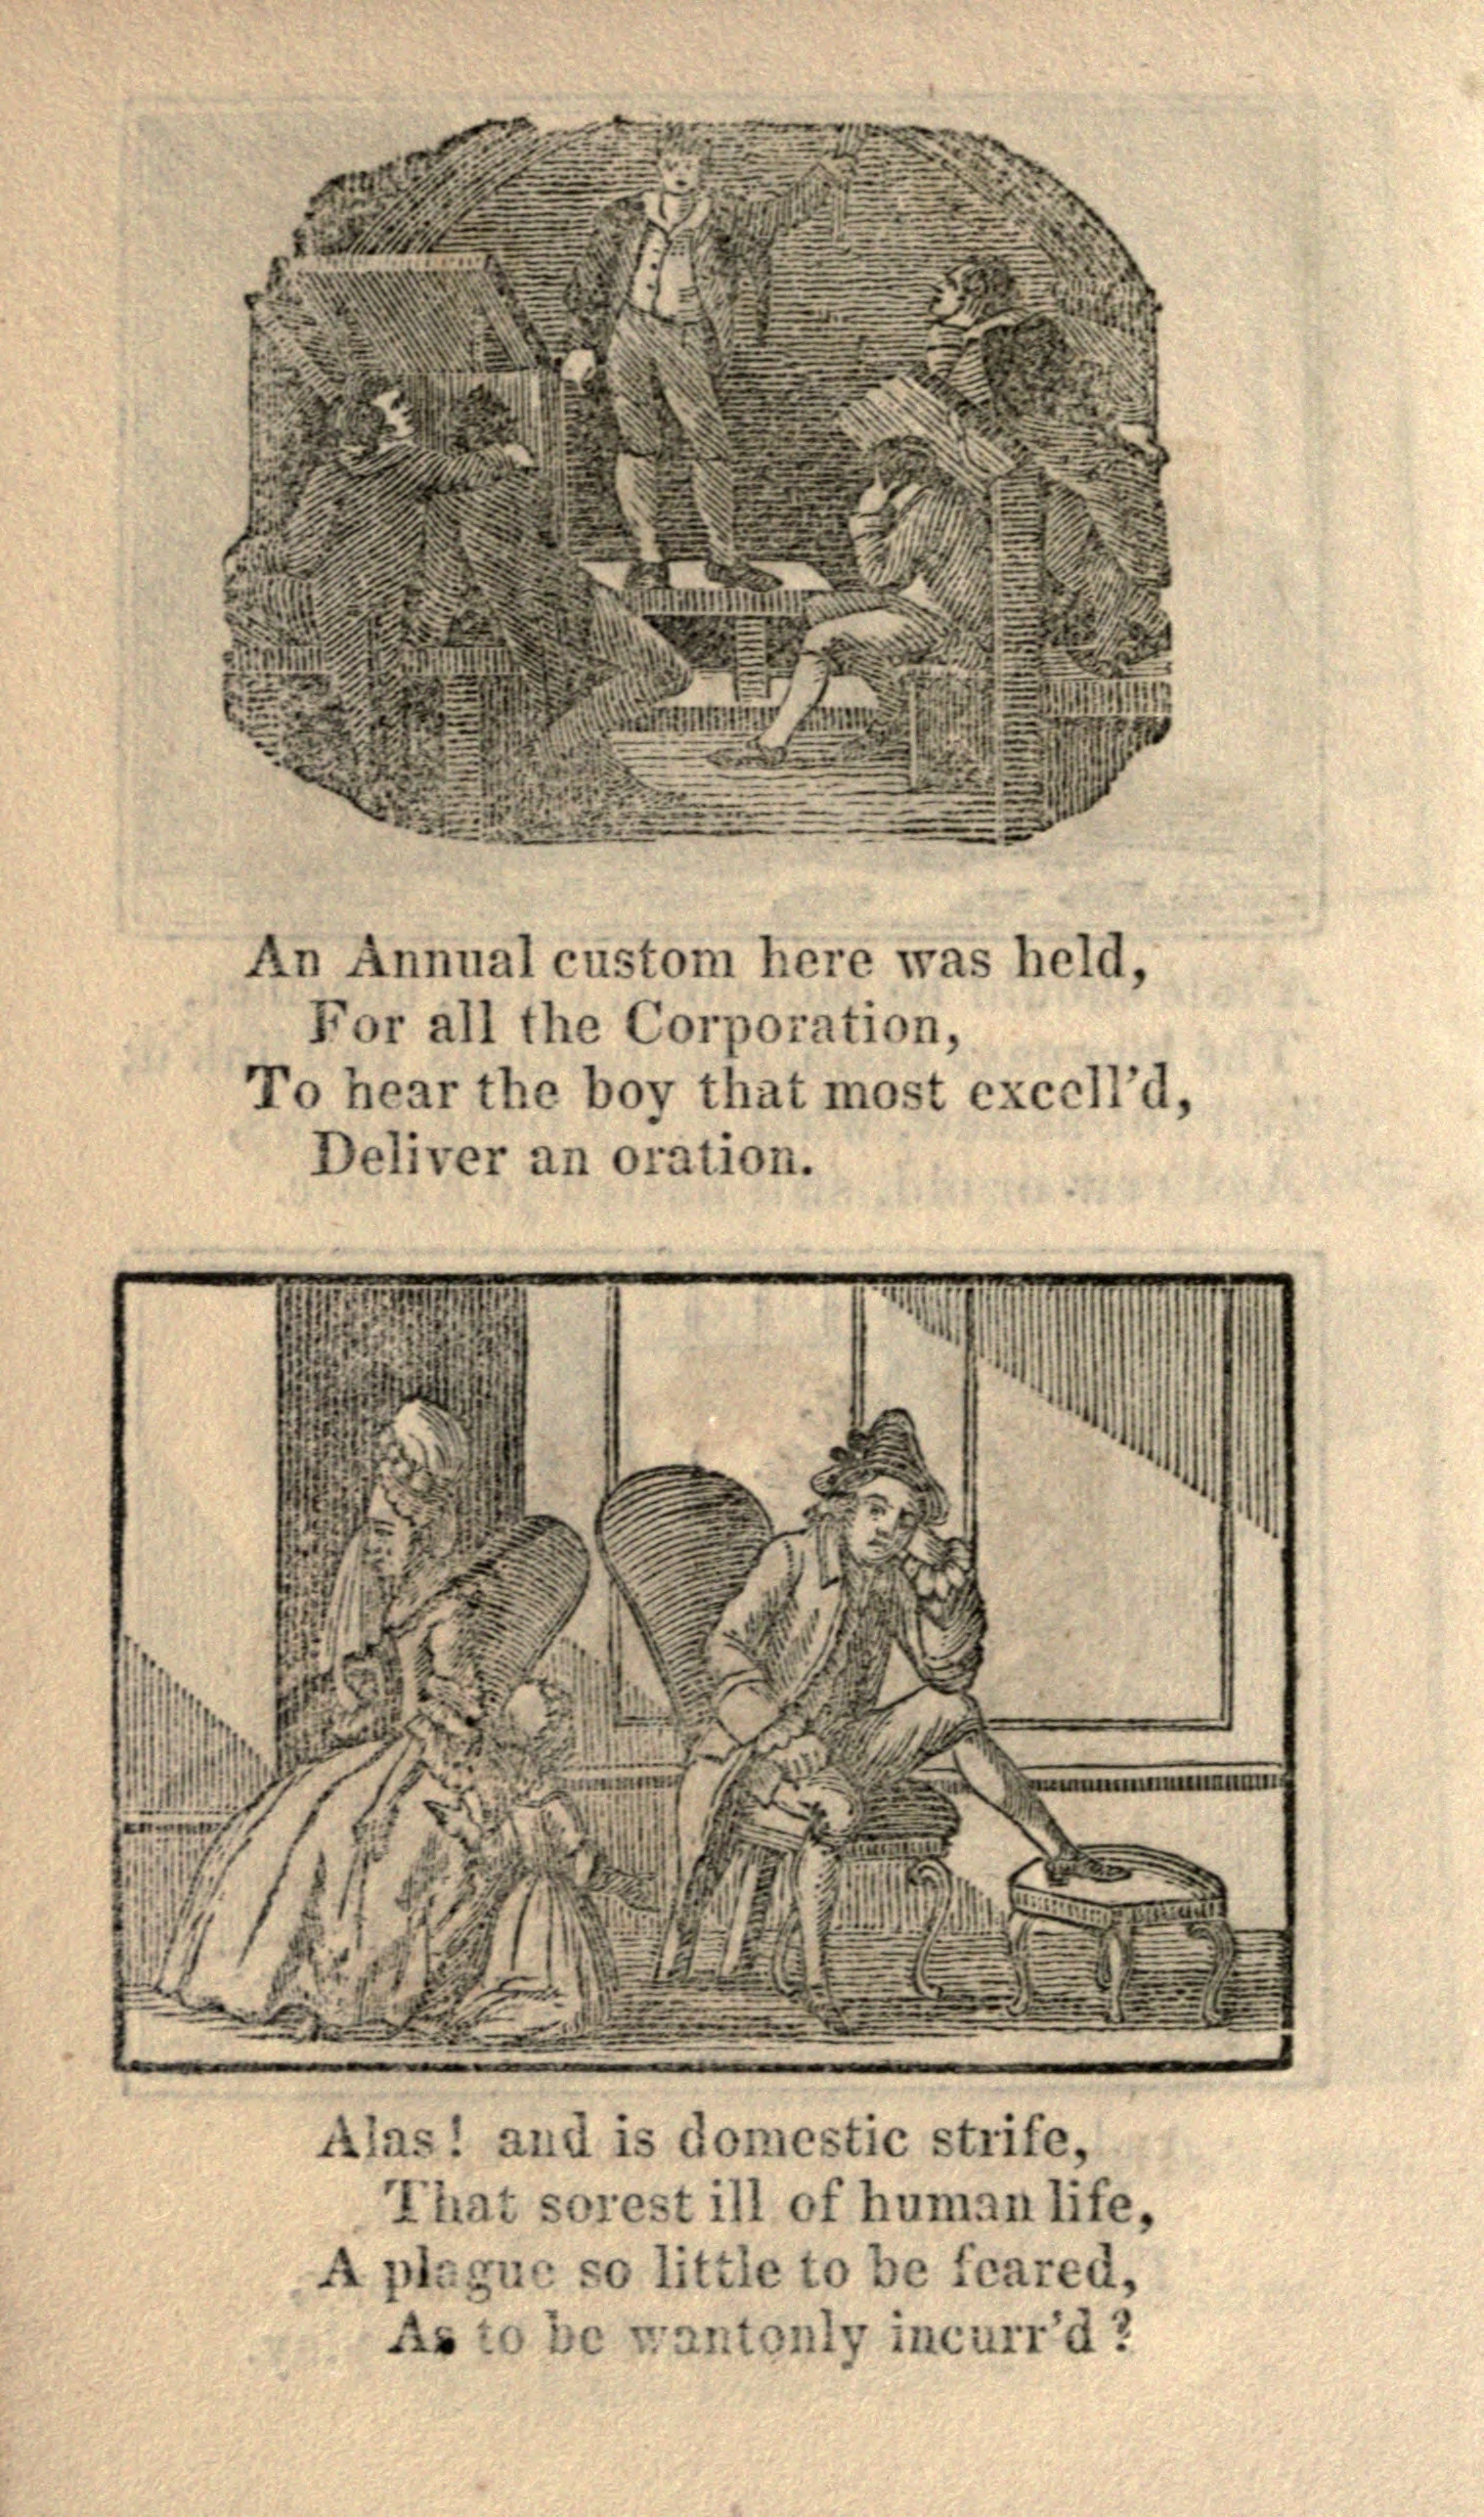 An Annual custom here was held,
For all the Corporation,
To hear the boy that most excell'd,
Deliver an oration.
Alas! and is domestic strife,
That sorest ill of human life,
A plague so little to be feared,
As to be wantonly incurr'd?